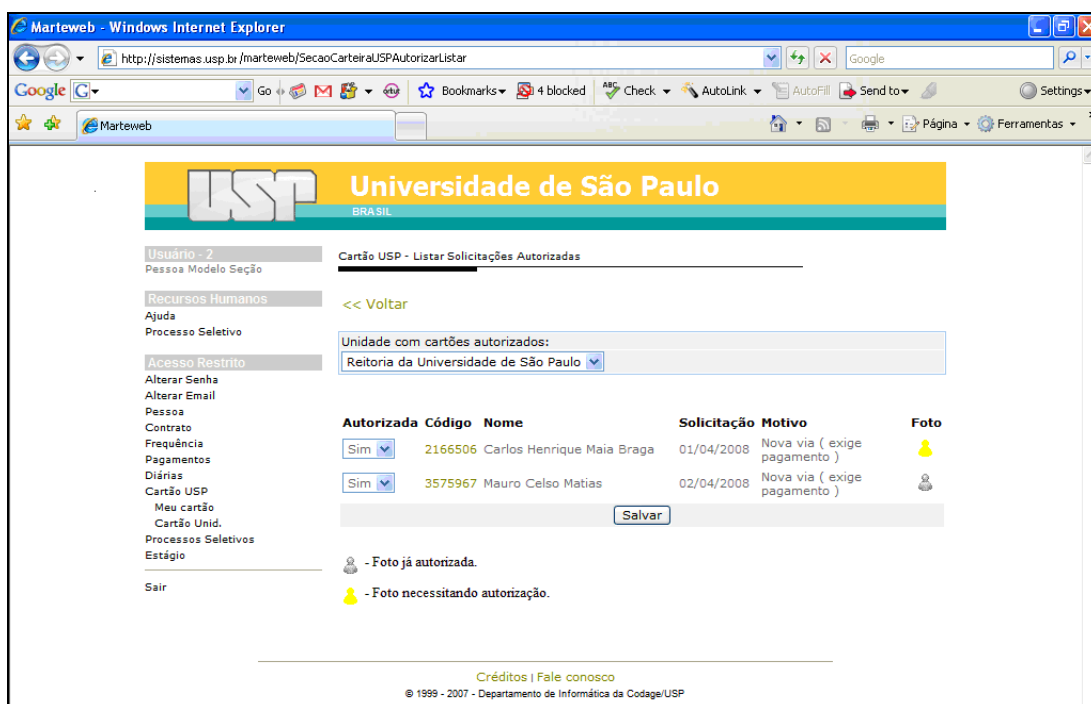 Marteweb - Windows Internet Explorer
http://sistemas.usp.br/marteweb/SecaoCarteiraUSPAutorizarListar
Google
Google G Go Bookmarks 4 blocked ABC Check AutoLink AutoFill Send to Settings
Marteweb
Página Ferramentas
USP
Universidade de São Paulo
BRASIL
Usuário - 2
Pessoa Modelo Seção
Recursos Humanos
Ajuda
Processo Seletivo
Acesso Restrito
Alterar Senha
Alterar Email
Pessoa
Contrato
Frequência
Pagamentos
Diárias
Cartão USP
Meu cartão
Cartão Unid.
Processos Seletivos
Estágio
Sair
Cartão USP - Listar Solicitações Autorizadas
<< Voltar
Unidade com cartões autorizados:
Reitoria da Universidade de São Paulo
Autorizada Código Nome Solicitação Motivo Foto
Sim 2166506 Carlos Henrique Maia Braga 01/04/2008 Nova via ( exige
pagamento )
Sim 3575967 Mauro Celso Matias 02/04/2008 Nova via ( exige
pagamento )
Salvar
- Foto já autorizada.
- Foto necessitando autorização.
Créditos | Fale conosco
© 1999 - 2007 - Departamento de Informática da Codage/USP